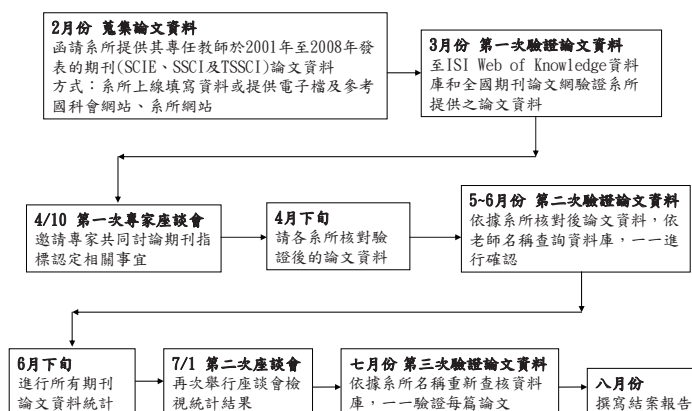 2月份 蒐集論文資料
函請系所提供其專任教師於2001年至2008年發
表的期刊(SCIE、SSCI及TSSCI)論文資料
方式：系所上線填寫資料或提供電子檔及參考
國科會網站、系所網站
3月份 第一次驗證論文資料
至ISI Web of Knowledge資料
庫和全國期刊論文網驗證系所
提供之論文資料
4/10 第一次專家座談會
邀請專家共同討論期刊指
標認定相關事宜
4月下旬
請各系所核對驗
證後的論文資料
5~6月份 第二次驗證論文資料
依據系所核對後論文資料，依
老師名稱查詢資料庫，一一進
行確認
6月下旬
進行所有期刊
論文資料統計
7/1 第二次座談會
再次舉行座談會檢
視統計結果
七月份 第三次驗證論文資料
依據系所名稱重新查核資料
庫，一一驗證每篇論文
八月份
撰寫結案報告